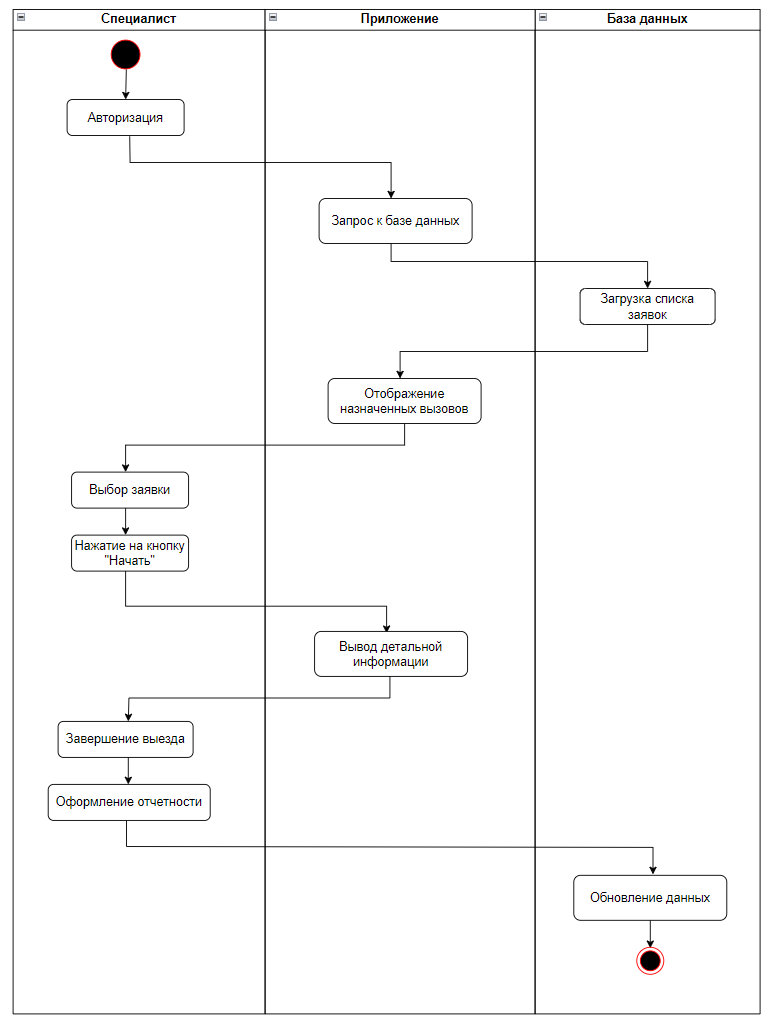 Специалист
Приложение
База данных
Авторизация
Запрос к базе данных
Загрузка списка
заявок
Отображение
назначенных вызовов
Выбор заявки
Нажатие на кнопку
"Начать"
Вывод детальной
информации
Завершение выезда
Оформление отчетности
Обновление данных